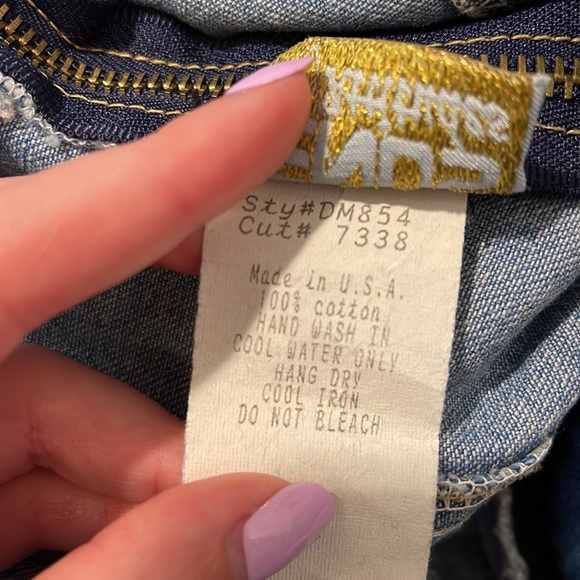 Sty#DM854
Cut# 7338
Made in U.S.A.
100% cotton
HAND WASH IN
COOL WATER ONLY
HANG DRY
COOL IRON
DO NOT BLEACH